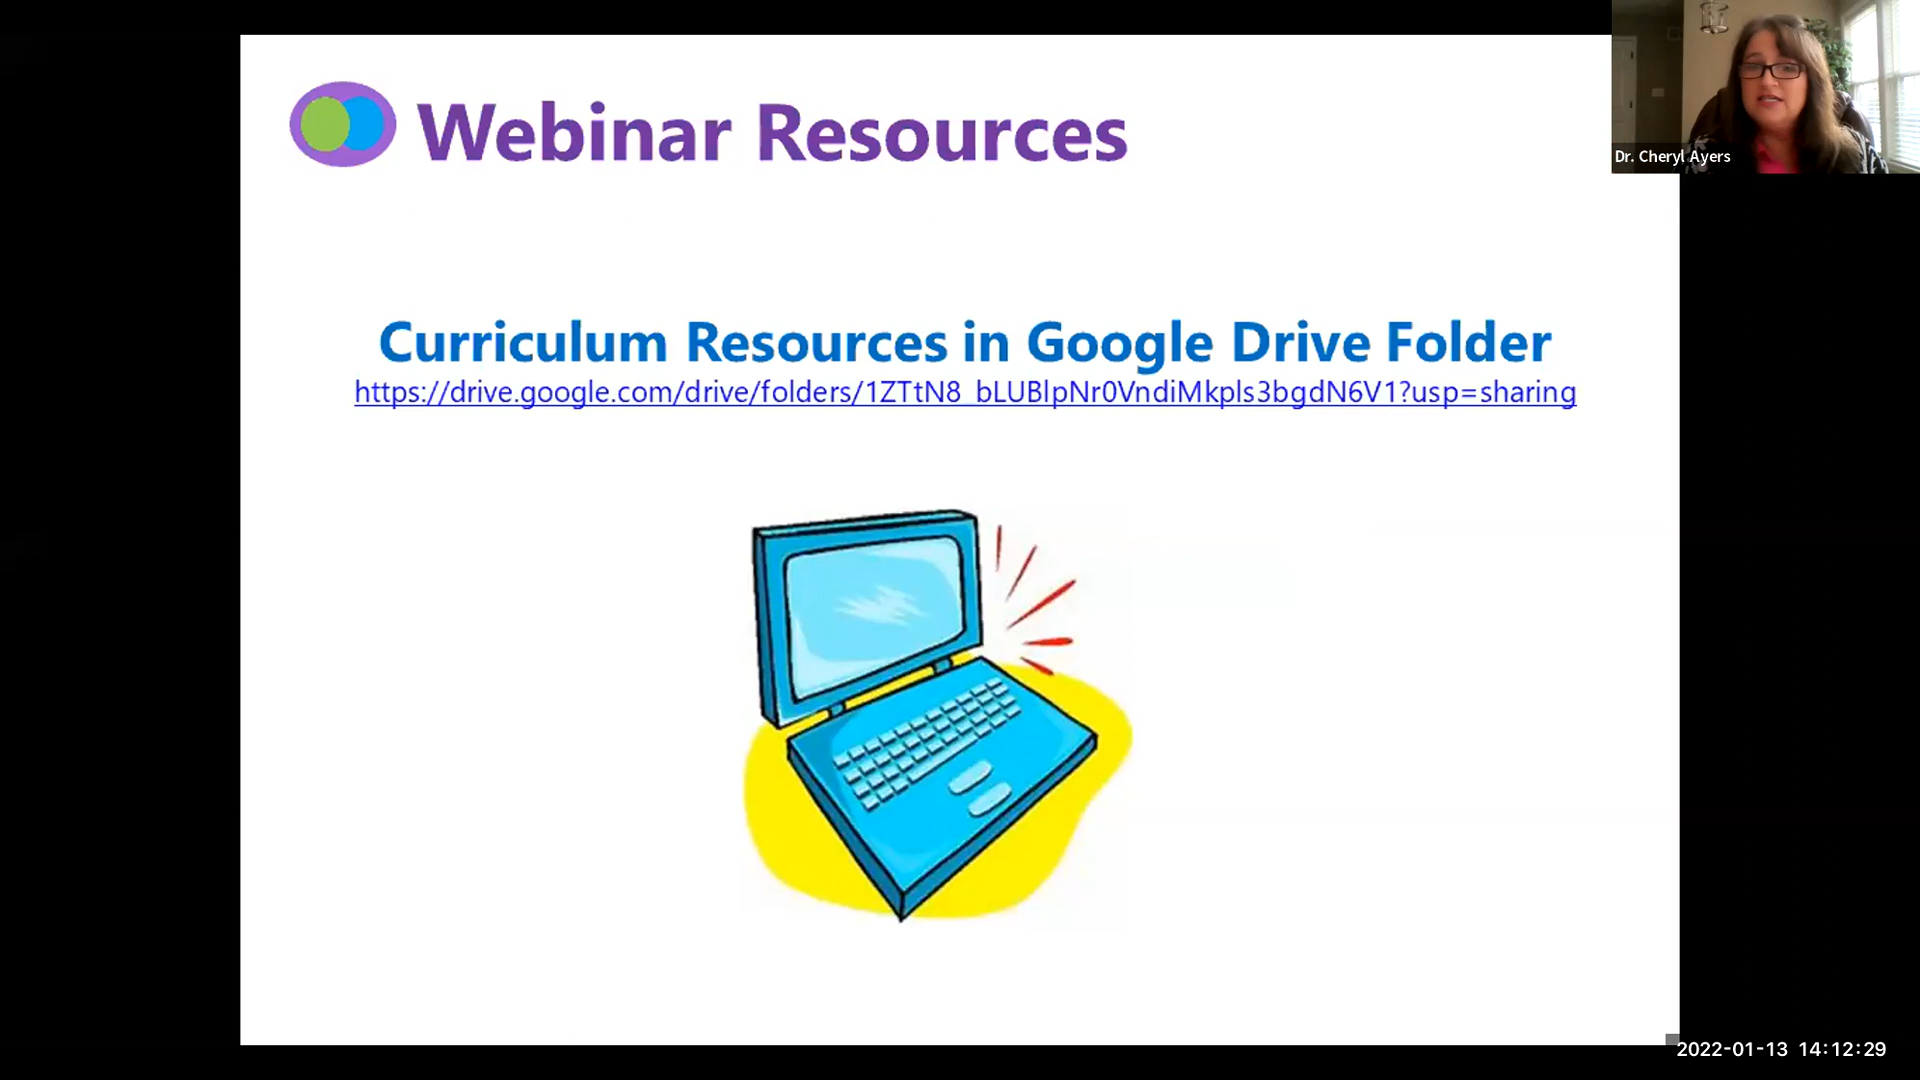 Webinar Resources
Dr. Cheryl Ayers
Curriculum Resources in Google Drive Folder
https://drive.google.com/drive/folders/1ZTtN8_bLUBlpNr0VndiMkpls3bgdN6V1?usp=sharing
2022-01-13 14:12:29